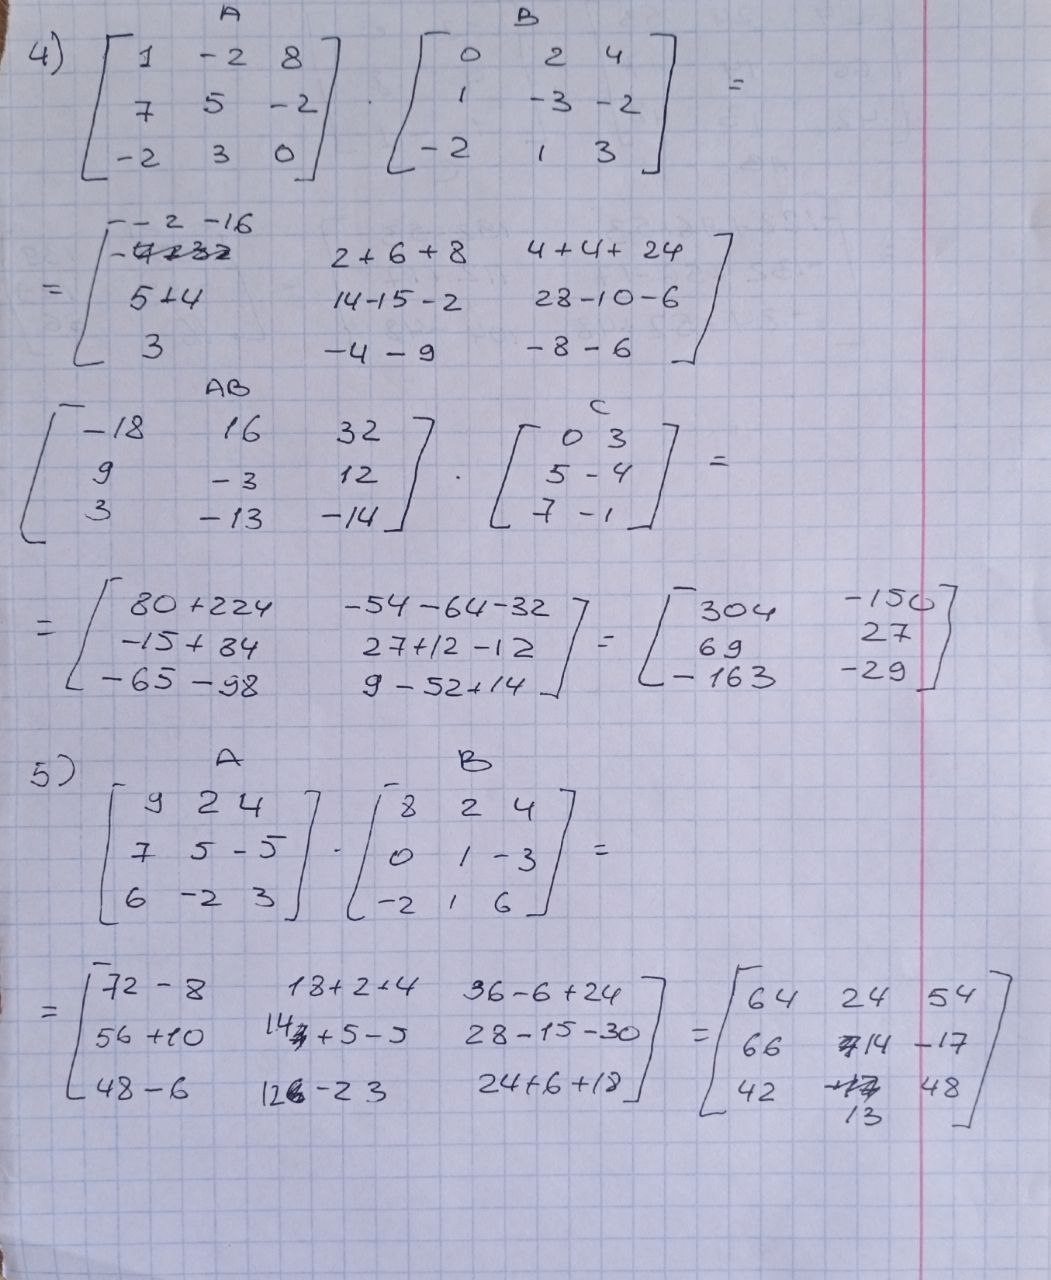 A B
4) [ 1 -2 8 ] · [ 0 2 4 ] =
7 5 -2 1 -3 -2
-2 3 0 -2 1 3
- - 2 -16
2+6+8 4+4+24
= [ 5+4 14-15-2 28-10-6 ]
3 -4-9 -8-6
AB C
[ -18 16 32 ] · [ 0 3 ] =
9 -3 12 5 -4
3 -13 -14 7 -1
= [ 80+224 -54-64-32 ] = [ 304 -150 ]
-15+84 27+12-12 69 27
-65-98 9-52+14 -163 -29
5) A B
[ 9 2 4 ] · [ 8 2 4 ] =
7 5 -5 0 1 -3
6 -2 3 -2 1 6
= [ 72-8 18+2+4 36-6+24 ] = [ 64 24 54 ]
56+10 14+5-5 28-15-30 66 14 -17
48-6 12-2 3 24+6+18 42 48
13